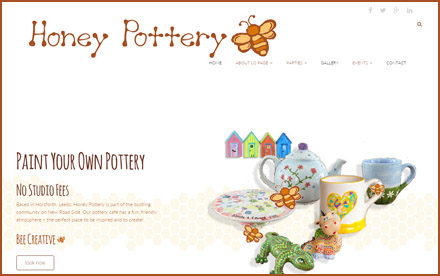 Honey Pottery
HOME ABOUT US PAGE PARTIES GALLERY EVENTS CONTACT
PAINT YOUR OWN POTTERY
NO STUDIO FEES
Based in Horsforth, Leeds, Honey Pottery is part of the bustling
community on New Road Side. Our pottery cafe has a fun, friendly
atmosphere – the perfect place to be inspired and to create!
BEE CREATIVE
book now